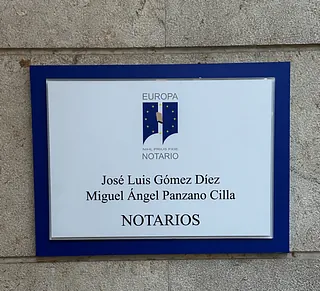 EUROPA
NOTARIO
José Luis Gómez Díez
Miguel Ángel Panzano Cilla
NOTARIOS